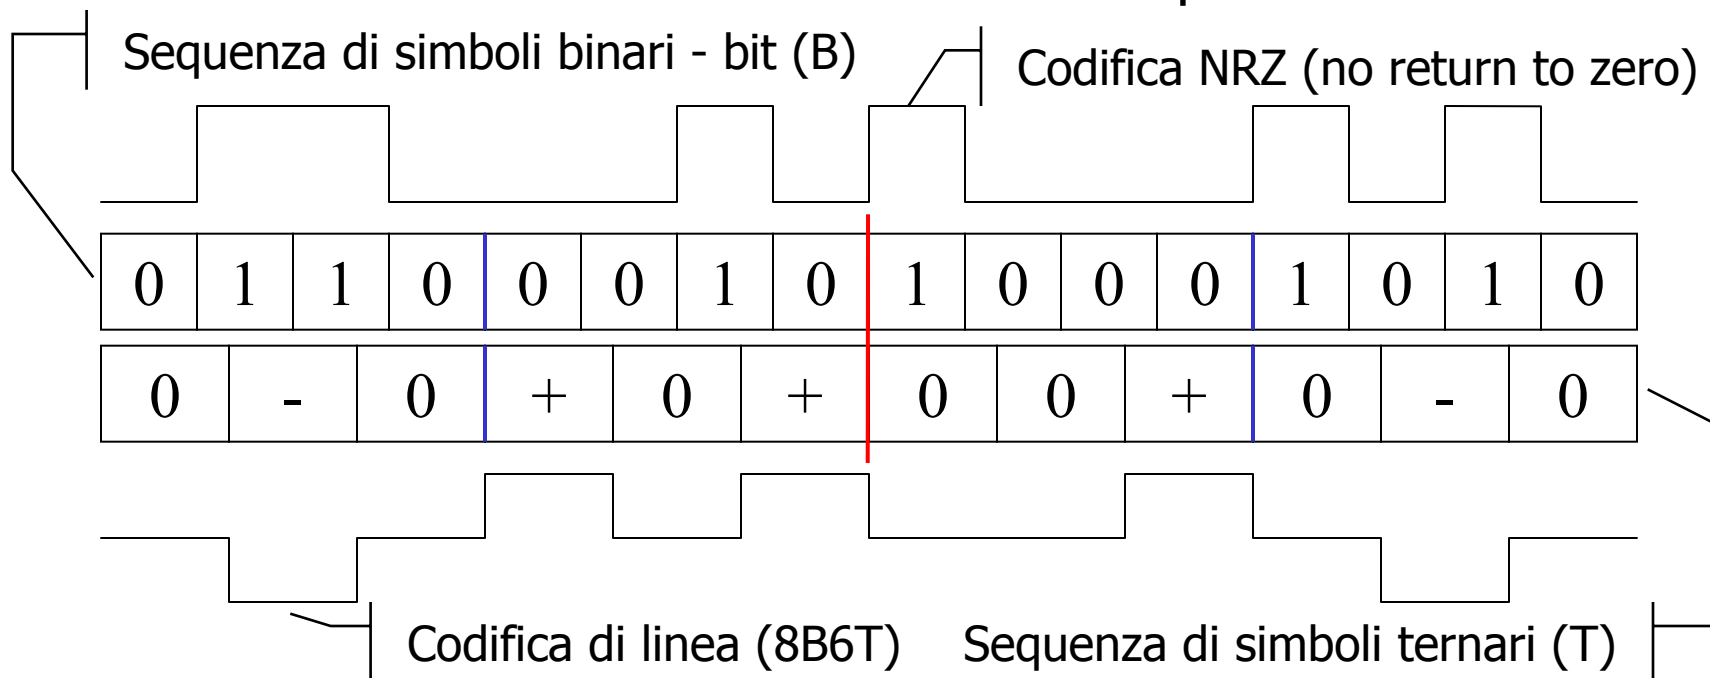 Sequenza di simboli binari - bit (B)
Codifica NRZ (no return to zero)
0 1 1 0 0 0 1 0 1 0 0 0 1 0 1 0
0 - 0 + 0 + 0 0 + 0 - 0
Codifica di linea (8B6T)
Sequenza di simboli ternari (T)